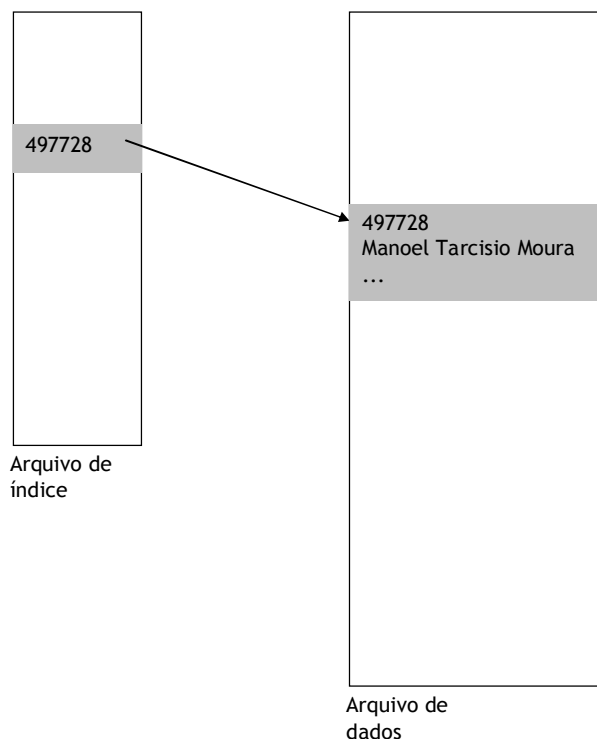 497728
497728
Manoel Tarcisio Moura
...
Arquivo de
índice
Arquivo de
dados